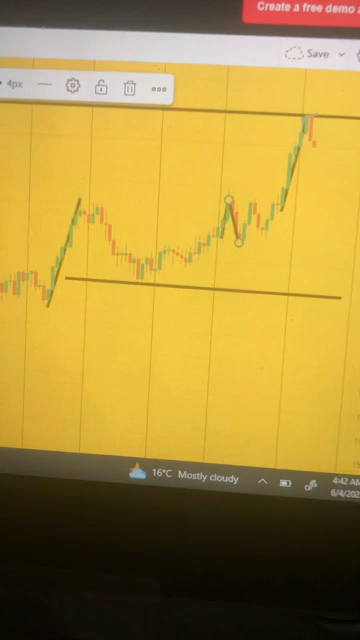 Create a free demo
Save
4px
16°C Mostly cloudy
4:42 AM
6/4/202